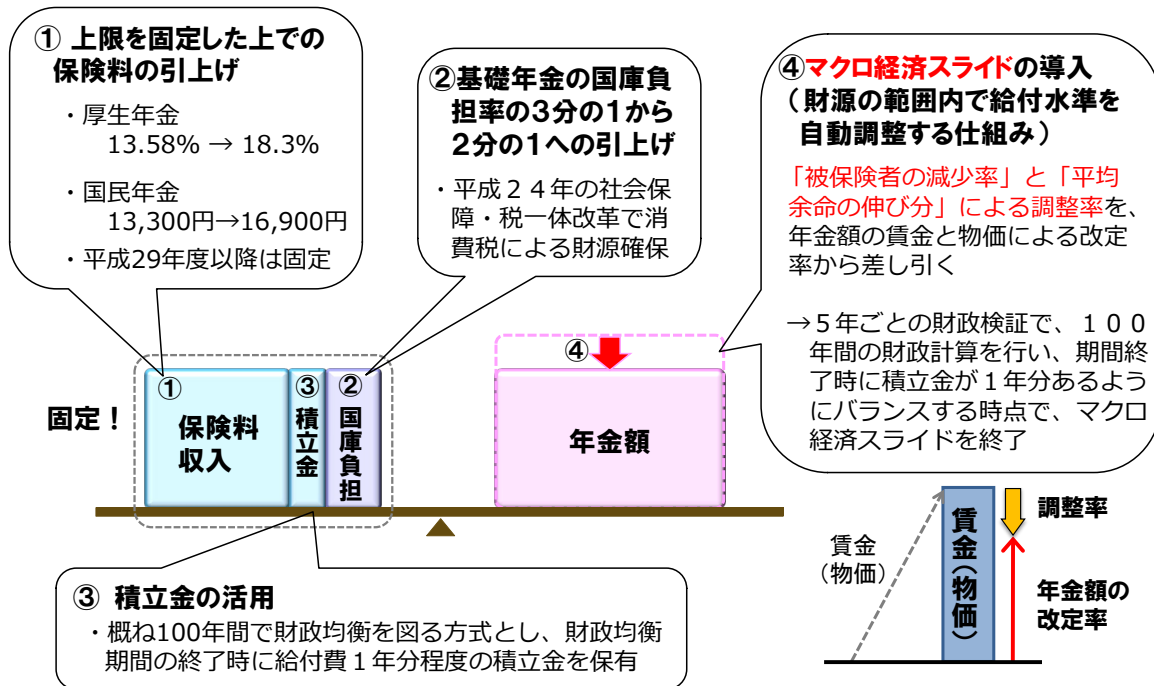 ① 上限を固定した上での
保険料の引上げ
・厚生年金
13.58% → 18.3%
・国民年金
13,300円→16,900円
・平成29年度以降は固定
②基礎年金の国庫負
担率の3分の1から
2分の1への引上げ
・平成２４年の社会保
障・税一体改革で消
費税による財源確保
④マクロ経済スライドの導入
（財源の範囲内で給付水準を
自動調整する仕組み）
「被保険者の減少率」と「平均
余命の伸び分」による調整率を、
年金額の賃金と物価による改定
率から差し引く
→５年ごとの財政検証で、１００
年間の財政計算を行い、期間終
了時に積立金が１年分あるよう
にバランスする時点で、マクロ
経済スライドを終了
固定！
①
保険料
収入
③
積立金
②
国庫負担
④
年金額
③ 積立金の活用
・概ね100年間で財政均衡を図る方式とし、財政均衡
期間の終了時に給付費１年分程度の積立金を保有
賃金
（物価）
賃金（物価）
調整率
年金額の
改定率